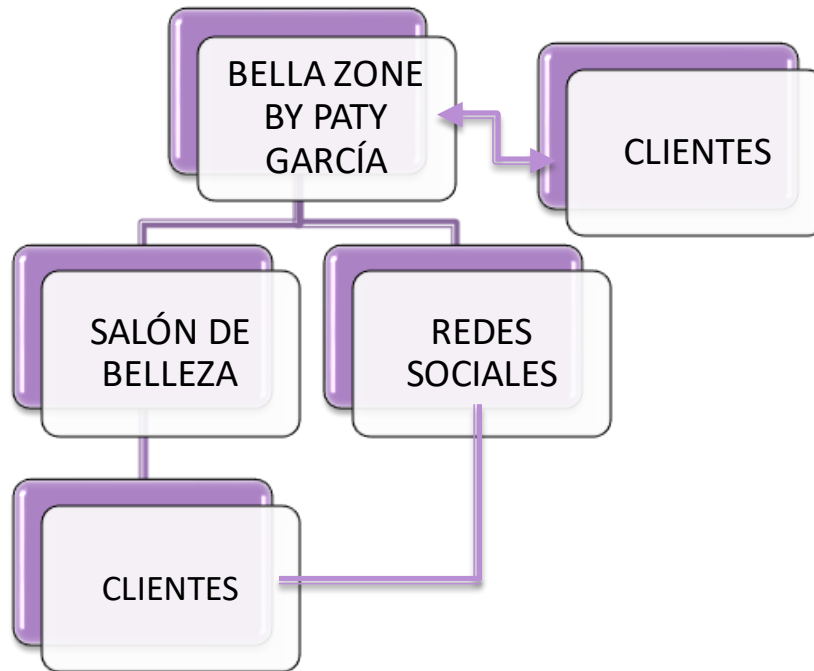 BELLA ZONE
BY PATY
GARCÍA
CLIENTES
SALÓN DE
BELLEZA
REDES
SOCIALES
CLIENTES